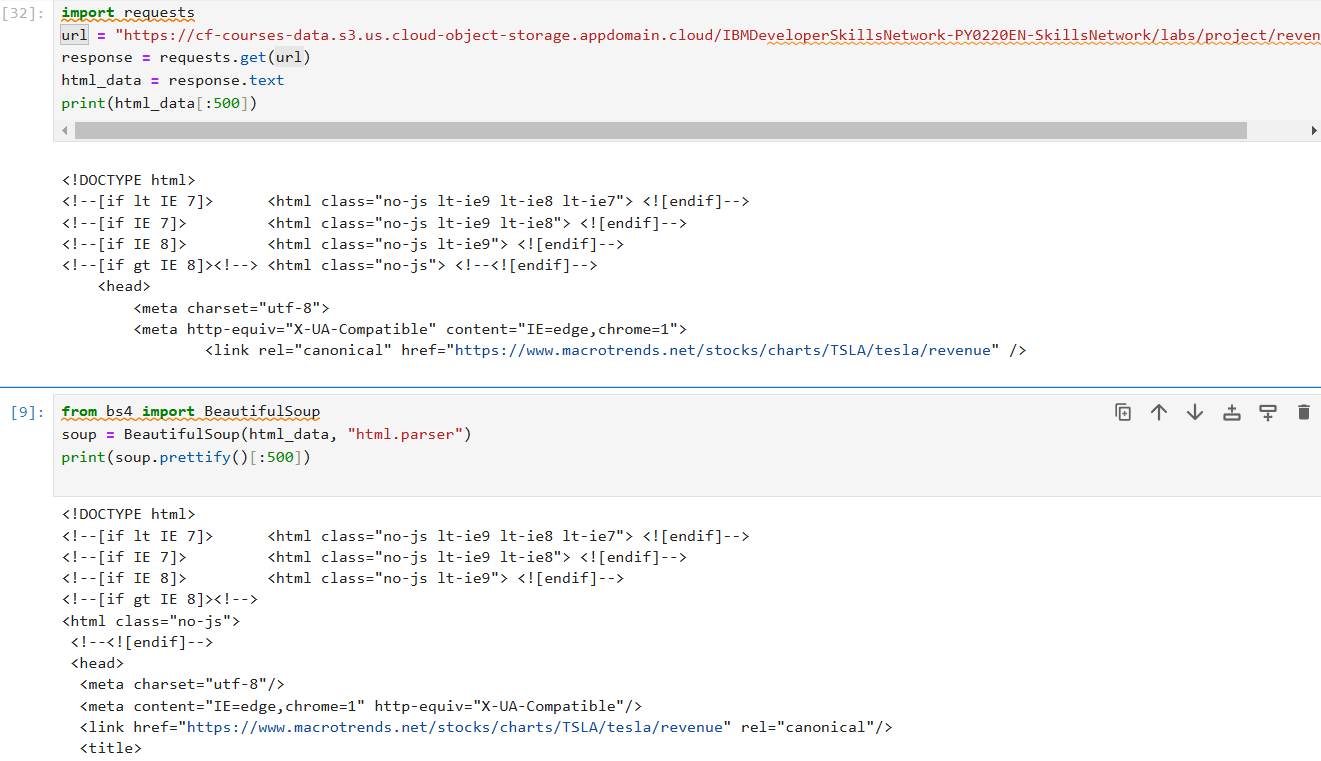 [32]:
import requests
url = "https://cf-courses-data.s3.us.cloud-object-storage.appdomain.cloud/IBMDeveloperSkillsNetwork-PY0220EN-SkillsNetwork/labs/project/reven
response = requests.get(url)
html_data = response.text
print(html_data[:500])
<!DOCTYPE html>
<!--[if lt IE 7]>      <html class="no-js lt-ie9 lt-ie8 lt-ie7"> <![endif]-->
<!--[if IE 7]>         <html class="no-js lt-ie9 lt-ie8"> <![endif]-->
<!--[if IE 8]>         <html class="no-js lt-ie9"> <![endif]-->
<!--[if gt IE 8]><!--> <html class="no-js"> <!--<![endif]-->
    <head>
        <meta charset="utf-8">
        <meta http-equiv="X-UA-Compatible" content="IE=edge,chrome=1">
                <link rel="canonical" href="https://www.macrotrends.net/stocks/charts/TSLA/tesla/revenue" />
[9]:
from bs4 import BeautifulSoup
soup = BeautifulSoup(html_data, "html.parser")
print(soup.prettify()[:500])
<!DOCTYPE html>
<!--[if lt IE 7]>      <html class="no-js lt-ie9 lt-ie8 lt-ie7"> <![endif]-->
<!--[if IE 7]>         <html class="no-js lt-ie9 lt-ie8"> <![endif]-->
<!--[if IE 8]>         <html class="no-js lt-ie9"> <![endif]-->
<!--[if gt IE 8]><!-->
<html class="no-js">
 <!--<![endif]-->
 <head>
  <meta charset="utf-8"/>
  <meta content="IE=edge,chrome=1" http-equiv="X-UA-Compatible"/>
  <link href="https://www.macrotrends.net/stocks/charts/TSLA/tesla/revenue" rel="canonical"/>
  <title>